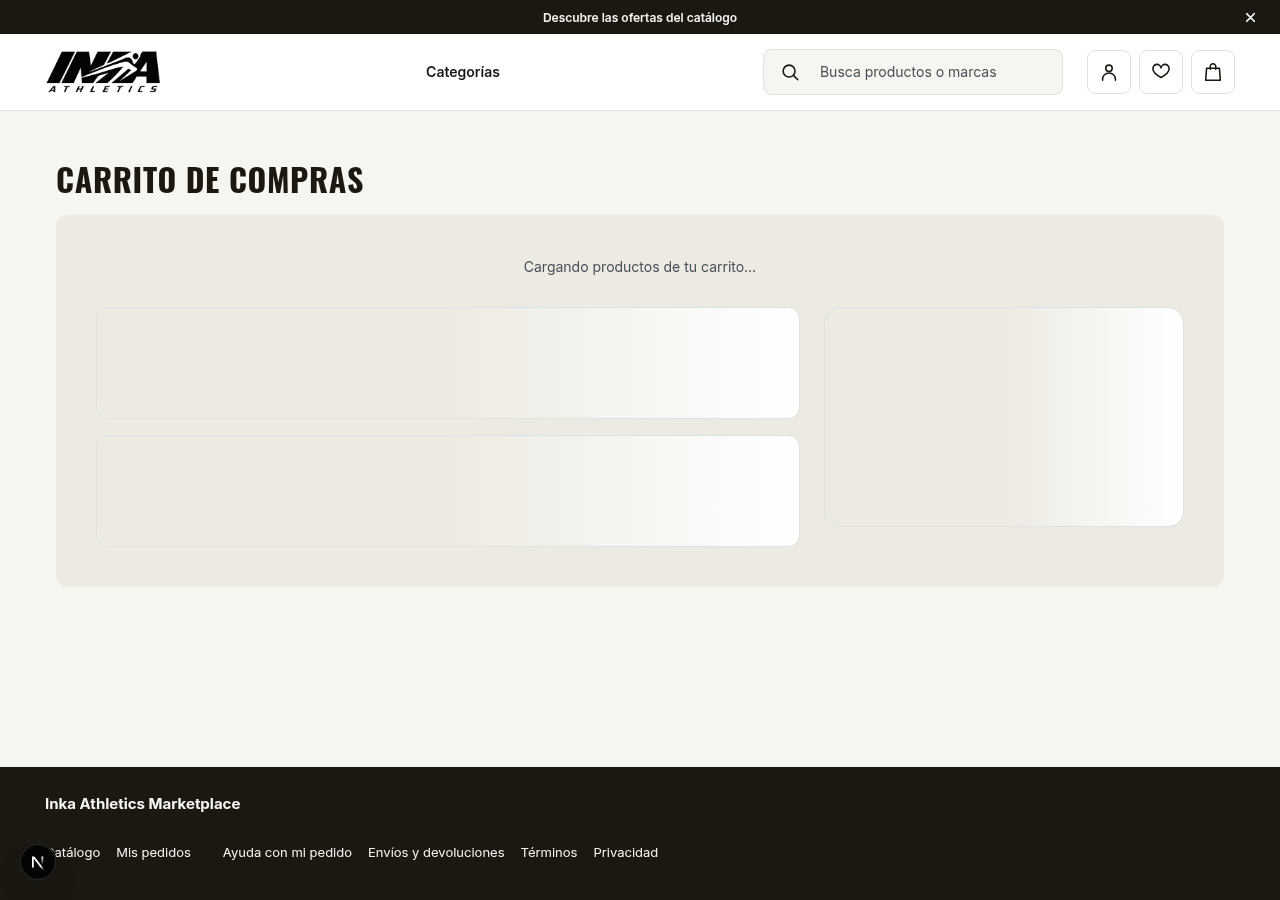 Descubre las ofertas del catálogo
INKA
ATHLETICS
Categorías
Busca productos o marcas
CARRITO DE COMPRAS
Cargando productos de tu carrito...
Inka Athletics Marketplace
Catálogo Mis pedidos Ayuda con mi pedido Envíos y devoluciones Términos Privacidad
N